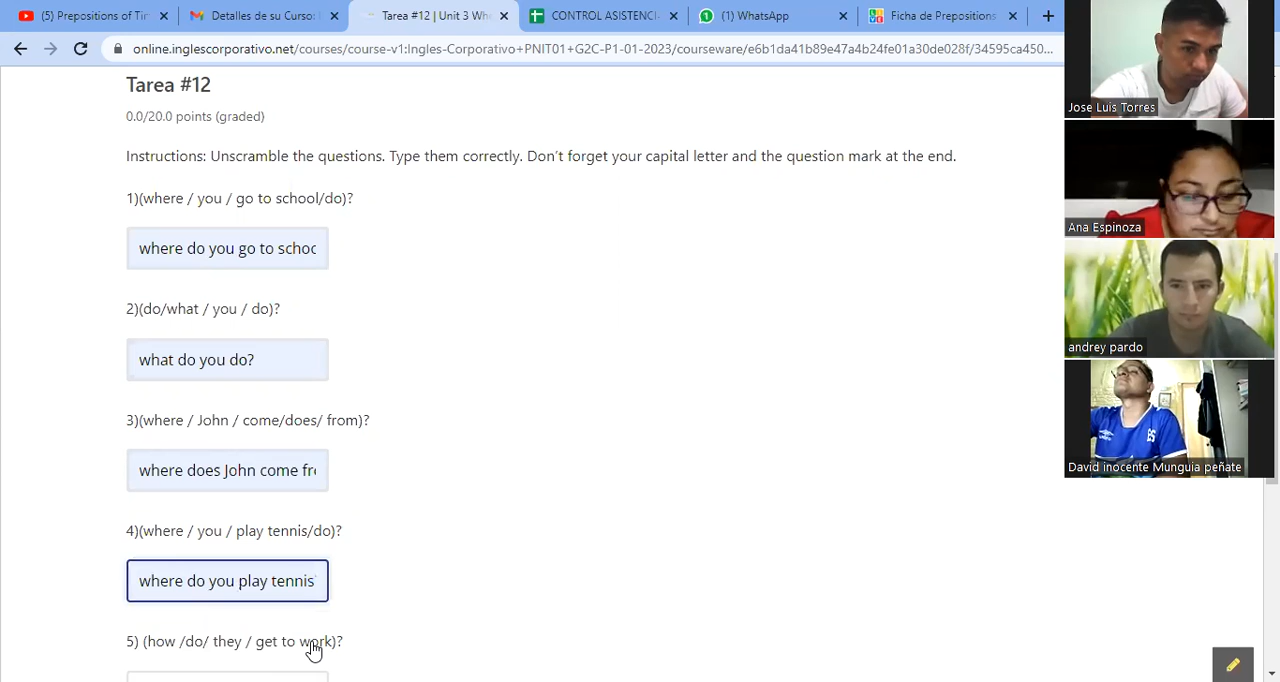 (5) Prepositions of Tim
Detalles de su Curso:
Tarea #12 | Unit 3 Whe
CONTROL ASISTENCI
(1) WhatsApp
Ficha de Prepositions
online.inglescorporativo.net/courses/course-v1:Ingles-Corporativo+PNIT01+G2C-P1-01-2023/courseware/e6b1da41b89e47a4b24fe01a30de028f/34595ca450...
Tarea #12
0.0/20.0 points (graded)
Instructions: Unscramble the questions. Type them correctly. Don't forget your capital letter and the question mark at the end.
1)(where / you / go to school/do)?
where do you go to schoo
2)(do/what / you / do)?
what do you do?
3)(where / John / come/does/ from)?
where does John come fro
4)(where / you / play tennis/do)?
where do you play tennis
5) (how /do/ they / get to work)?
Jose Luis Torres
Ana Espinoza
andrey pardo
David inocente Munguia peñate